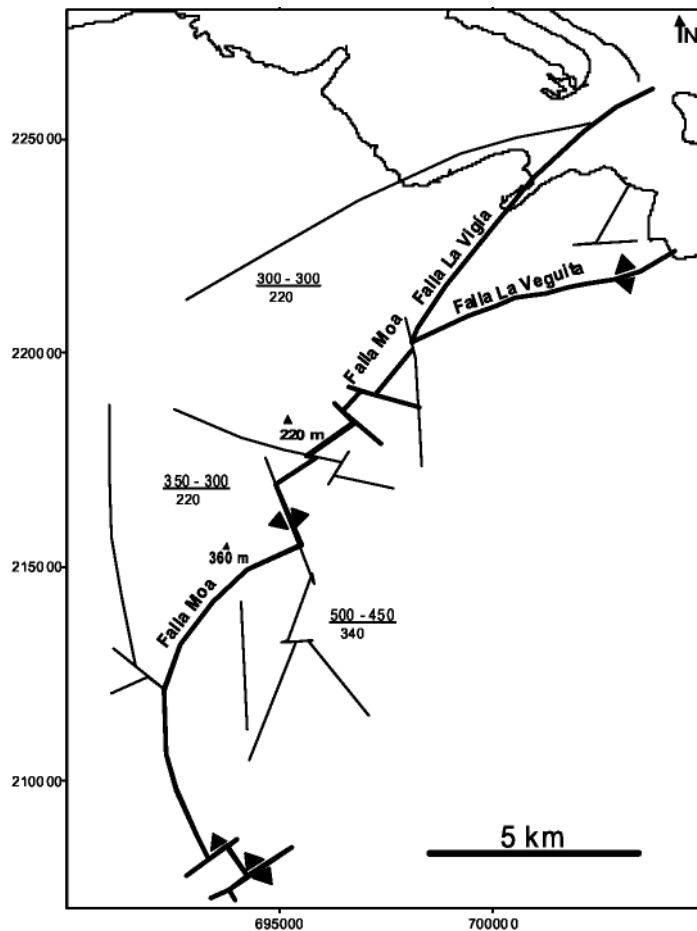 N
2225000
Falla La Vigía
300 - 300
220
Falla La Veguita
2200000
Falla Moa
220 m
350 - 300
220
2150000
360 m
Falla Moa
500 - 450
340
2100000
5 km
695000
700000